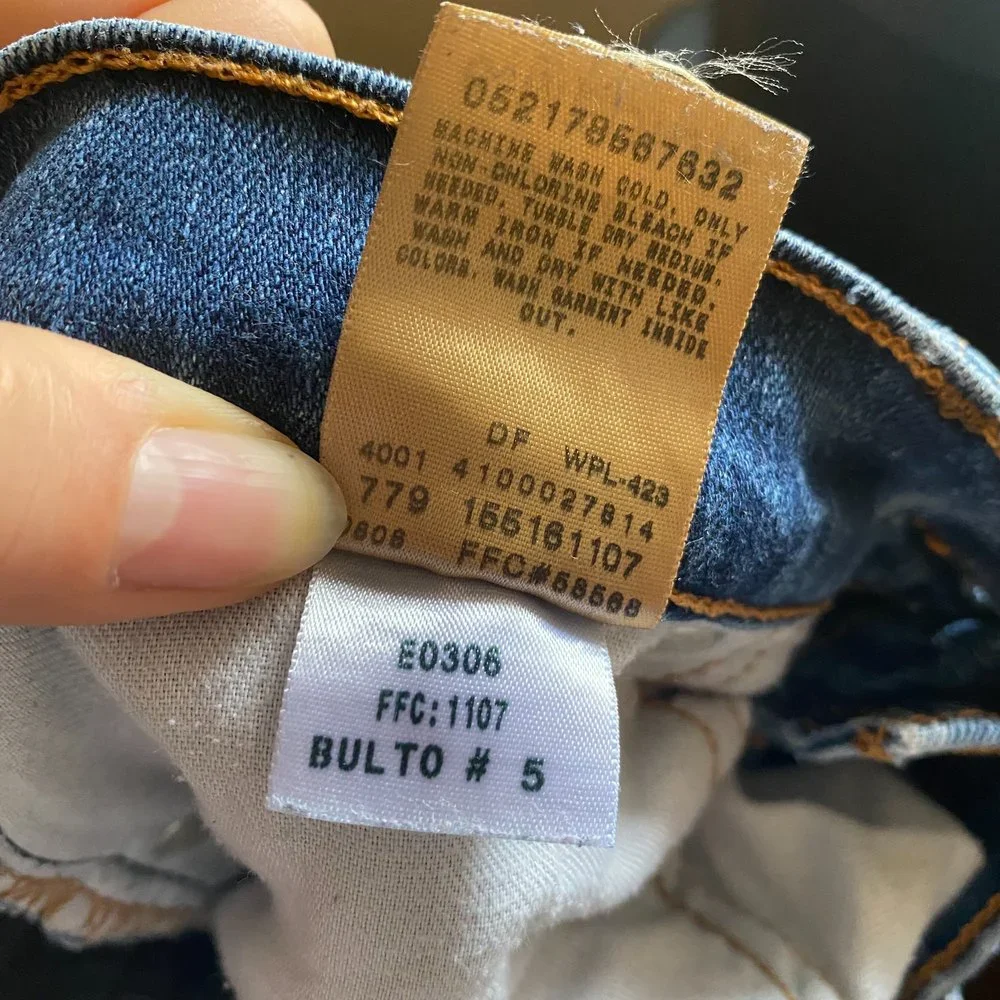 052178567632
MACHINE WASH COLD. ONLY
NON-CHLORINE BLEACH IF
NEEDED. TUMBLE DRY MEDIUM.
WARM IRON IF NEEDED.
WASH AND DRY WITH LIKE
COLORS. WASH GARMENT INSIDE
OUT.
DF WPL-423
4001 4100027814
779 155161107
0608 FFC#58568
E0306
FFC:1107
BULTO # 5